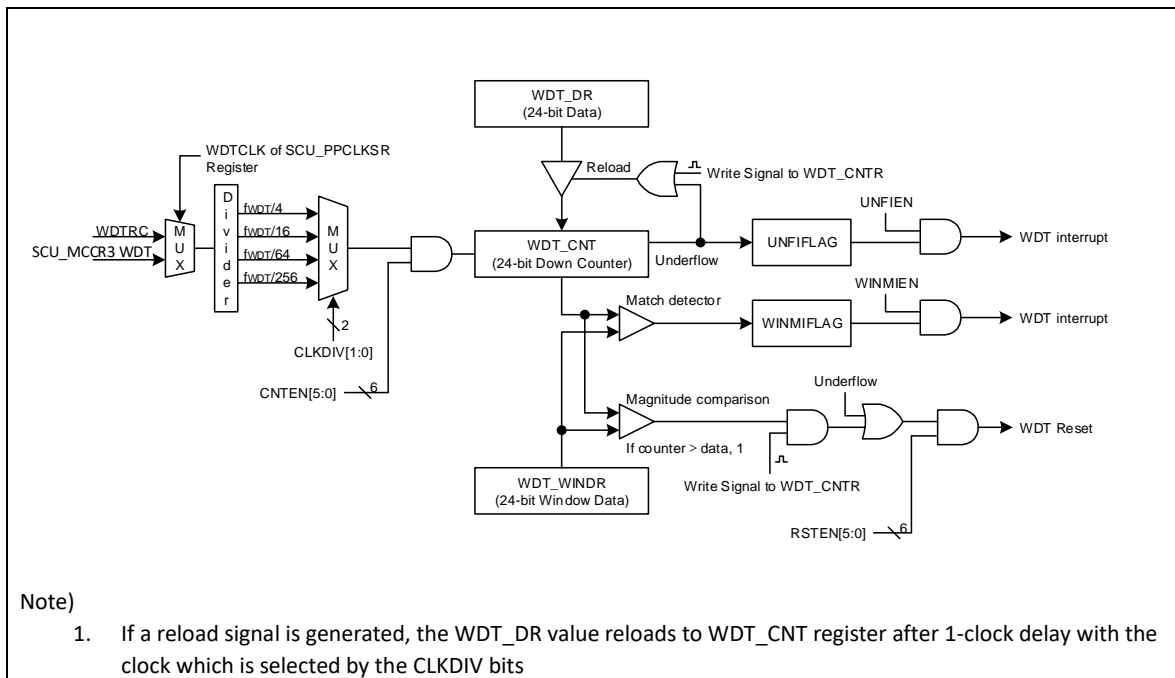 WDT_DR
(24-bit Data)
WDTCLK of SCU_PPCLKSR
Register
Reload
Write Signal to WDT_CNTR
Divider
fWDT/4
fWDT/16
fWDT/64
fWDT/256
MUX
MUX
WDTRC
SCU_MCCR3 WDT
CLKDIV[1:0]
2
CNTEN[5:0]
6
WDT_CNT
(24-bit Down Counter)
Underflow
UNFIFLAG
UNFIEN
WDT interrupt
Match detector
WINMIFLAG
WINMIEN
WDT interrupt
Magnitude comparison
If counter > data, 1
Write Signal to WDT_CNTR
Underflow
WDT Reset
WDT_WINDR
(24-bit Window Data)
RSTEN[5:0]
6
Note)
1. If a reload signal is generated, the WDT_DR value reloads to WDT_CNT register after 1-clock delay with the
clock which is selected by the CLKDIV bits